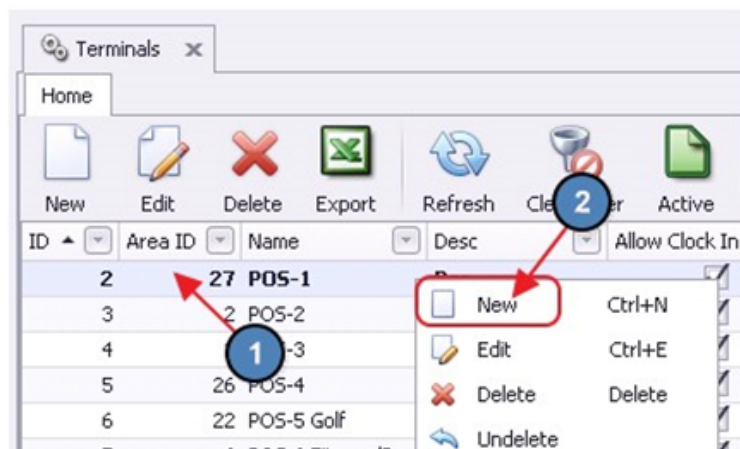 Terminals x
Home
New Edit Delete Export Refresh Active
ID Area ID Name Desc Allow Clock In
2 27 POS-1
3 2 POS-2
4
5 26 POS-4
6 22 POS-5 Golf
New Ctrl+N
Edit Ctrl+E
Delete Delete
Undelete
1
2